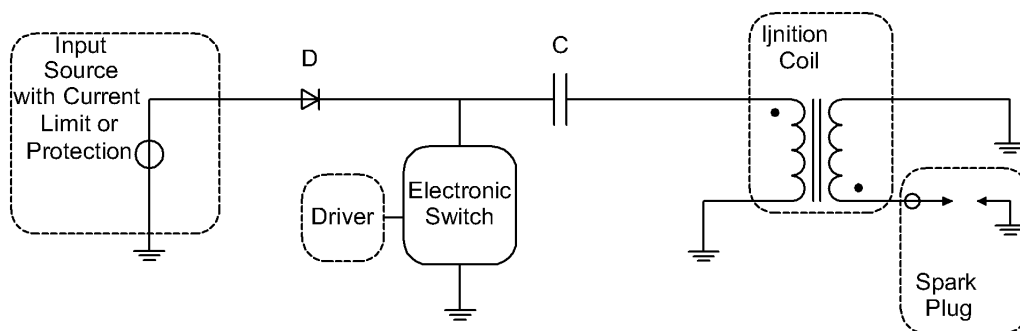 Input
Source
with Current
Limit or
Protection
D
C
Ijnition
Coil
Driver
Electronic
Switch
Spark
Plug